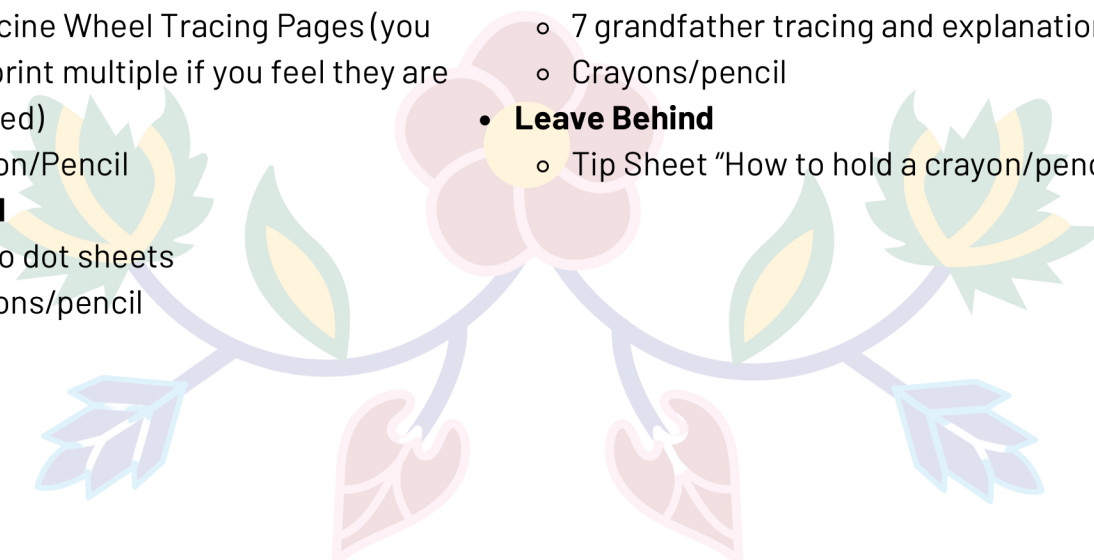 cine Wheel Tracing Pages (you
print multiple if you feel they are
ed)
on/Pencil
o dot sheets
ons/pencil
7 grandfather tracing and explanation
Crayons/pencil
Leave Behind
Tip Sheet “How to hold a crayon/penc